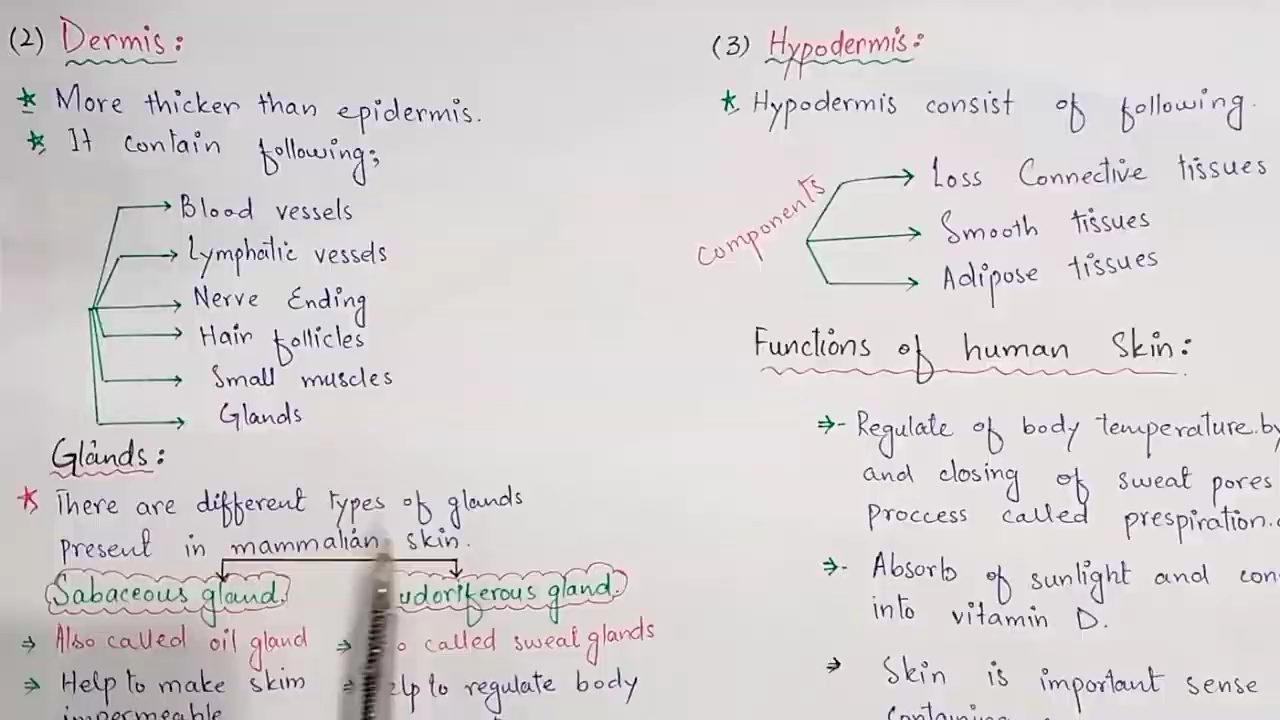 (2) Dermis:
More thicker than epidermis.
It contain following;
Blood vessels
Lymphatic vessels
Nerve Ending
Hair follicles
Small muscles
Glands
Glands:
There are different types of glands
present in mammalian skin.
Sabaceous gland.
udoriferous gland.
Also called oil gland
called sweat glands
Help to make skim
to regulate body
impermeable
(3) Hypodermis:
Hypodermis consist of following.
components
Loss Connective tissues
Smooth tissues
Adipose tissues
Functions of human Skin:
Regulate of body temperature.by
and closing of sweat pores
proccess called prespiration.
Absorb of sunlight and con
into vitamin D.
Skin is important sense
containing